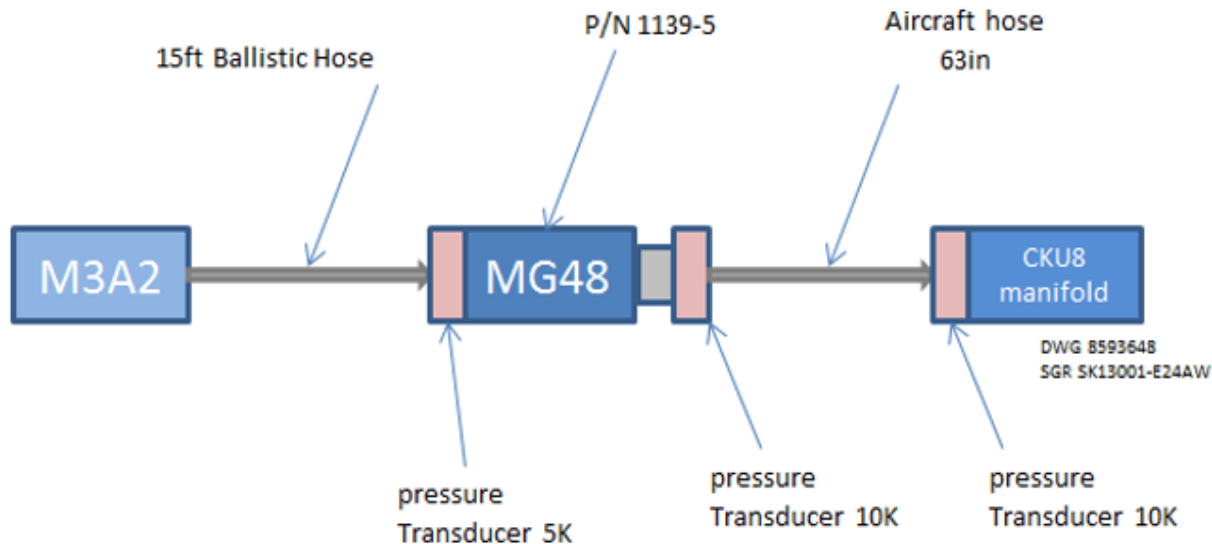 P/N 1139-5
Aircraft hose
63in
15ft Ballistic Hose
M3A2
MG48
CKU8
manifold
DWG 8593648
SGR SK13001-E24AW
pressure
Transducer 5K
pressure
Transducer 10K
pressure
Transducer 10K